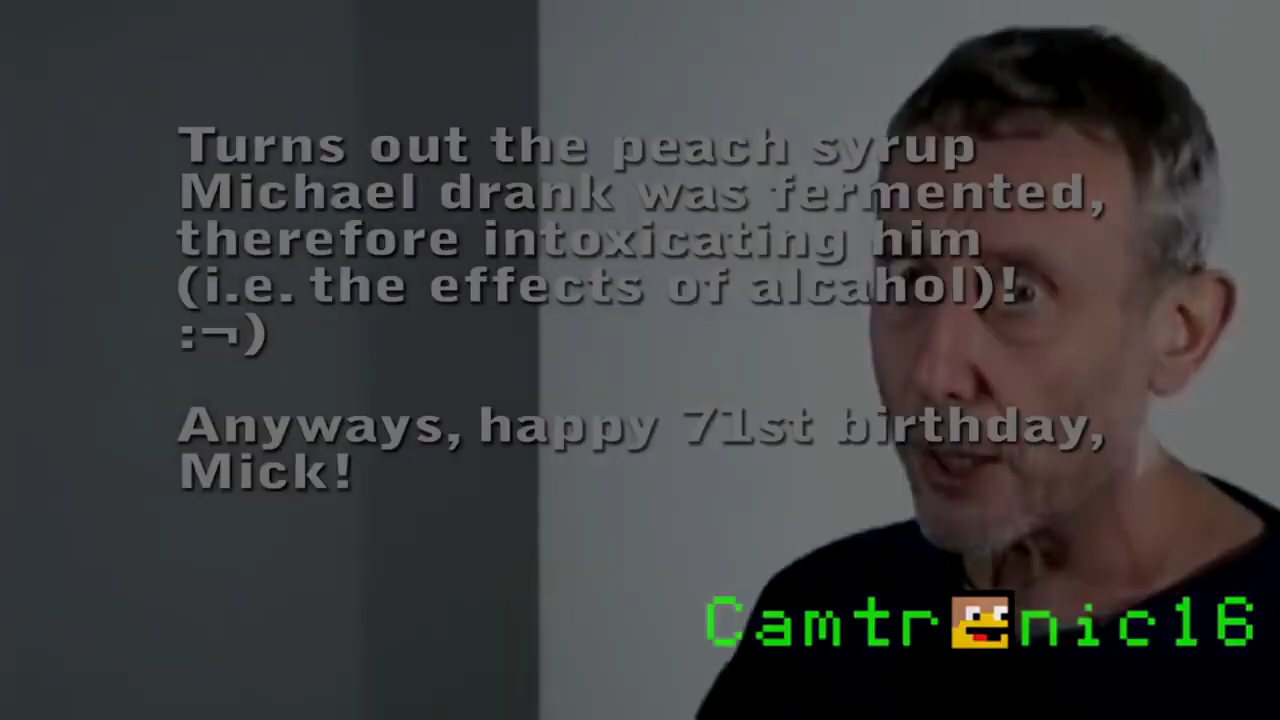 Turns out the peach syrup
Michael drank was fermented,
therefore intoxicating him
(i.e. the effects of alcahol)!
:¬)
Anyways, happy 71st birthday,
Mick!
Camtr nic16